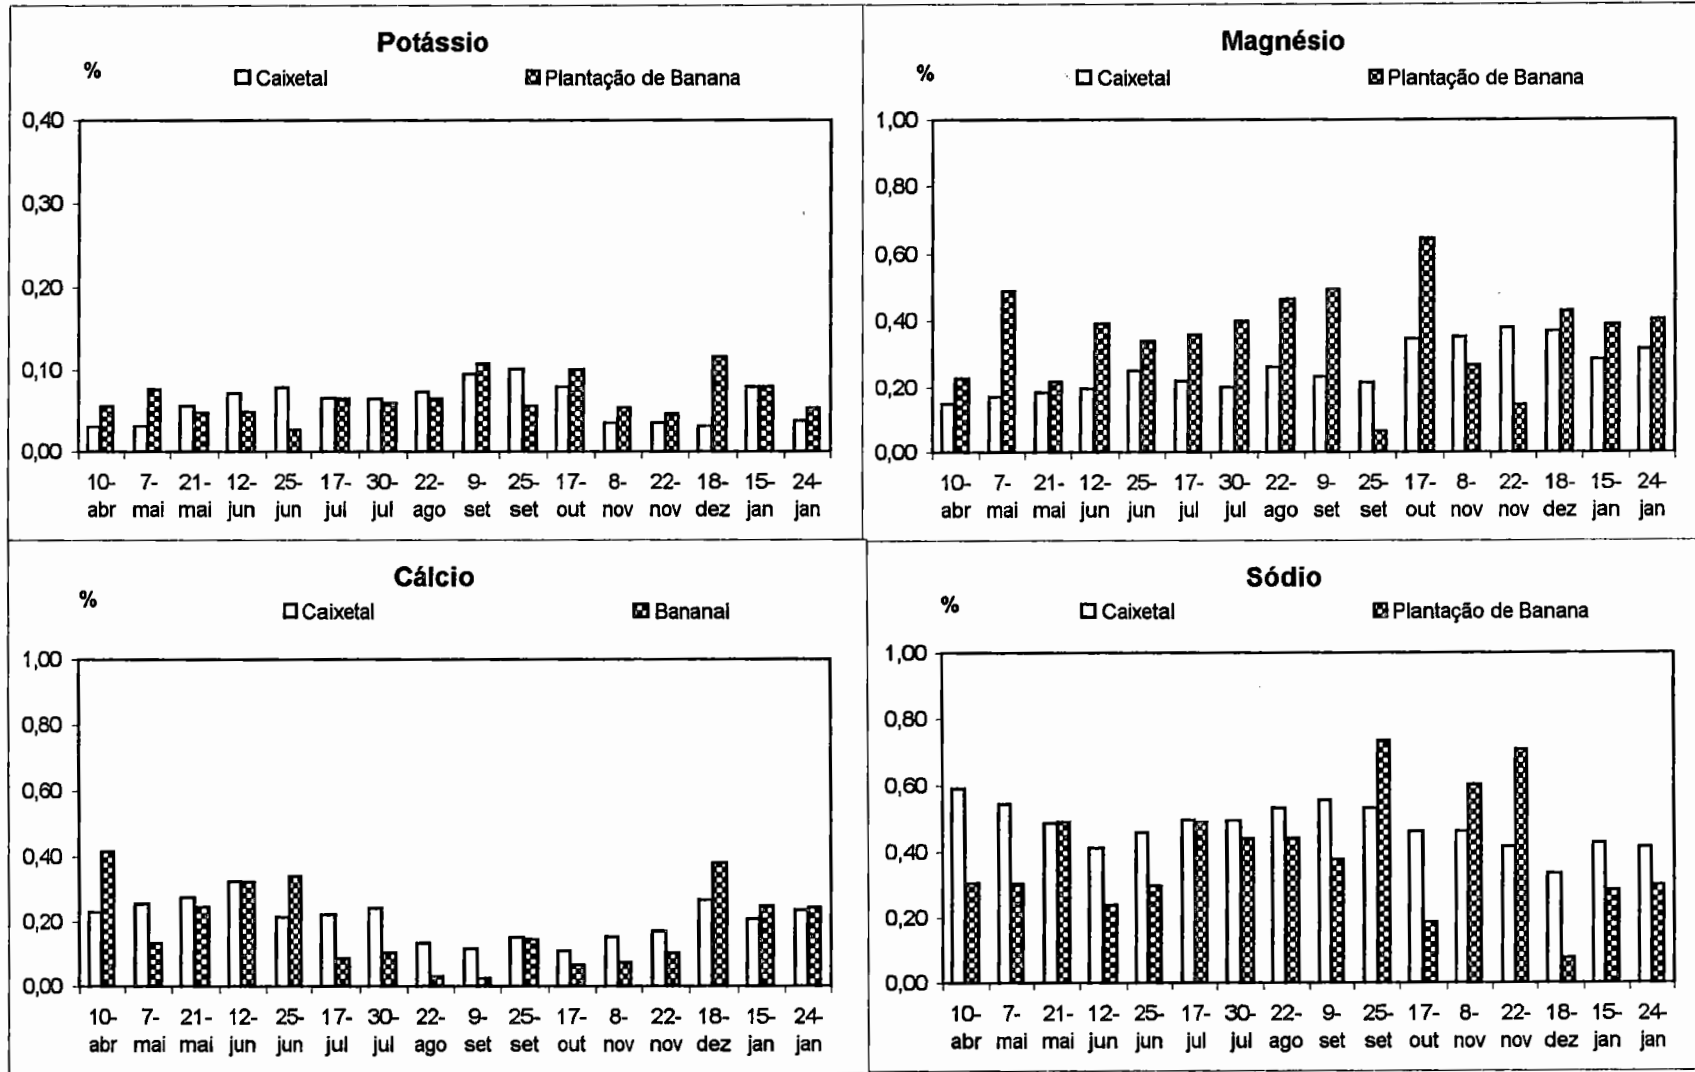 Potássio
%
Caixetal Plantação de Banana
0,40
0,30
0,20
0,10
0,00
10- 7- 21- 12- 25- 17- 30- 22- 9- 25- 17- 8- 22- 18- 15- 24-
abr mai mai jun jun jul jul ago set set out nov nov dez jan jan
Magnésio
%
Caixetal Plantação de Banana
1,00
0,80
0,60
0,40
0,20
0,00
10- 7- 21- 12- 25- 17- 30- 22- 9- 25- 17- 8- 22- 18- 15- 24-
abr mai mai jun jun jul jul ago set set out nov nov dez jan jan
Cálcio
%
Caixetal Bananal
1,00
0,80
0,60
0,40
0,20
0,00
10- 7- 21- 12- 25- 17- 30- 22- 9- 25- 17- 8- 22- 18- 15- 24-
abr mai mai jun jun jul jul ago set set out nov nov dez jan jan
Sódio
%
Caixetal Plantação de Banana
1,00
0,80
0,60
0,40
0,20
0,00
10- 7- 21- 12- 25- 17- 30- 22- 9- 25- 17- 8- 22- 18- 15- 24-
abr mai mai jun jun jul jul ago set set out nov nov dez jan jan